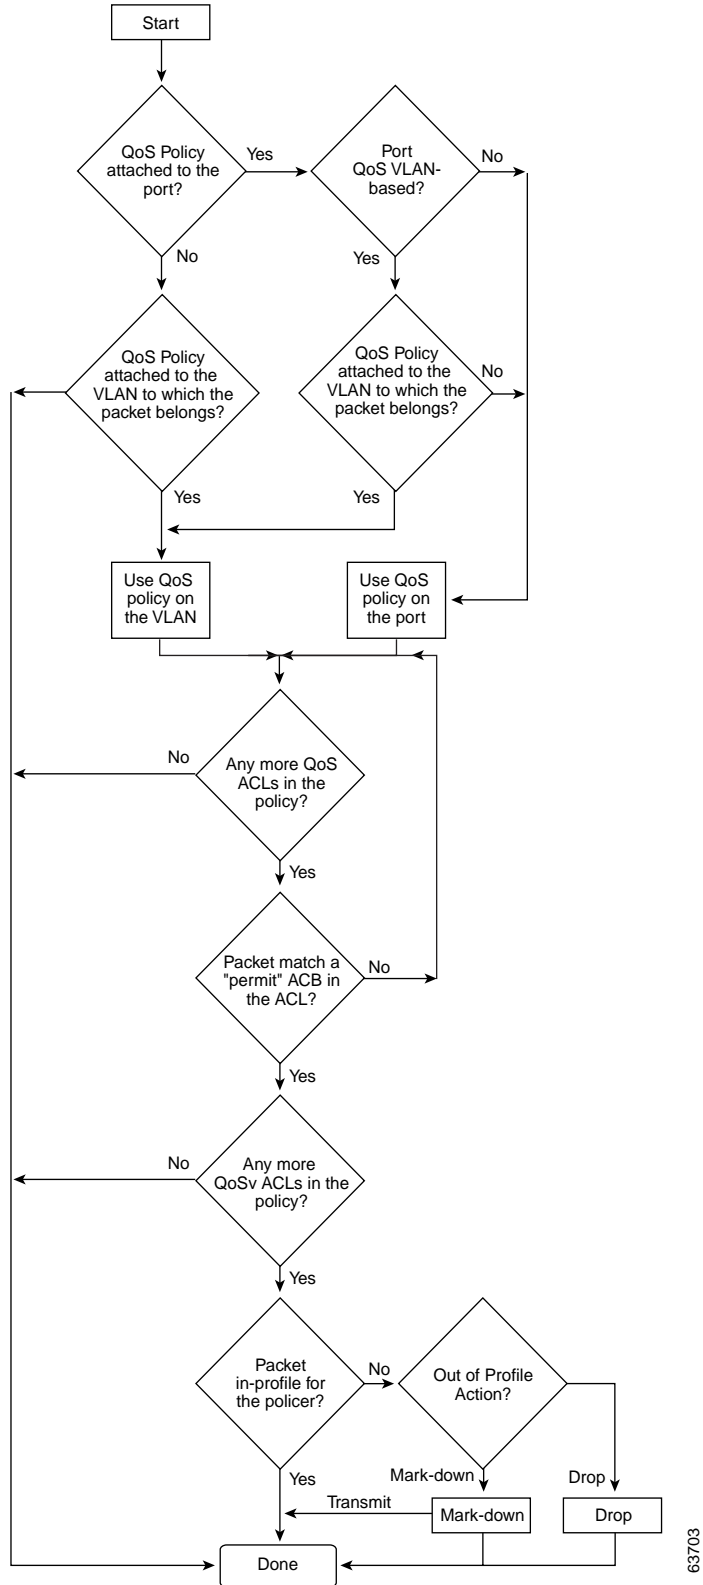 Start
QoS Policy
attached to the
port?
Yes
Port
QoS VLAN-
based?
No
No
Yes
QoS Policy
attached to the
VLAN to which the
packet belongs?
QoS Policy
attached to the
VLAN to which the
packet belongs?
No
Yes
Yes
Use QoS
policy on
the VLAN
Use QoS
policy on
the port
No
Any more QoS
ACLs in the
policy?
Yes
Packet match a
"permit" ACB in
the ACL?
No
Yes
No
Any more
QoSv ACLs in the
policy?
Yes
Packet
in-profile for
the policer?
No
Out of Profile
Action?
Yes
Mark-down
Drop
Transmit
Mark-down
Drop
Done
63703